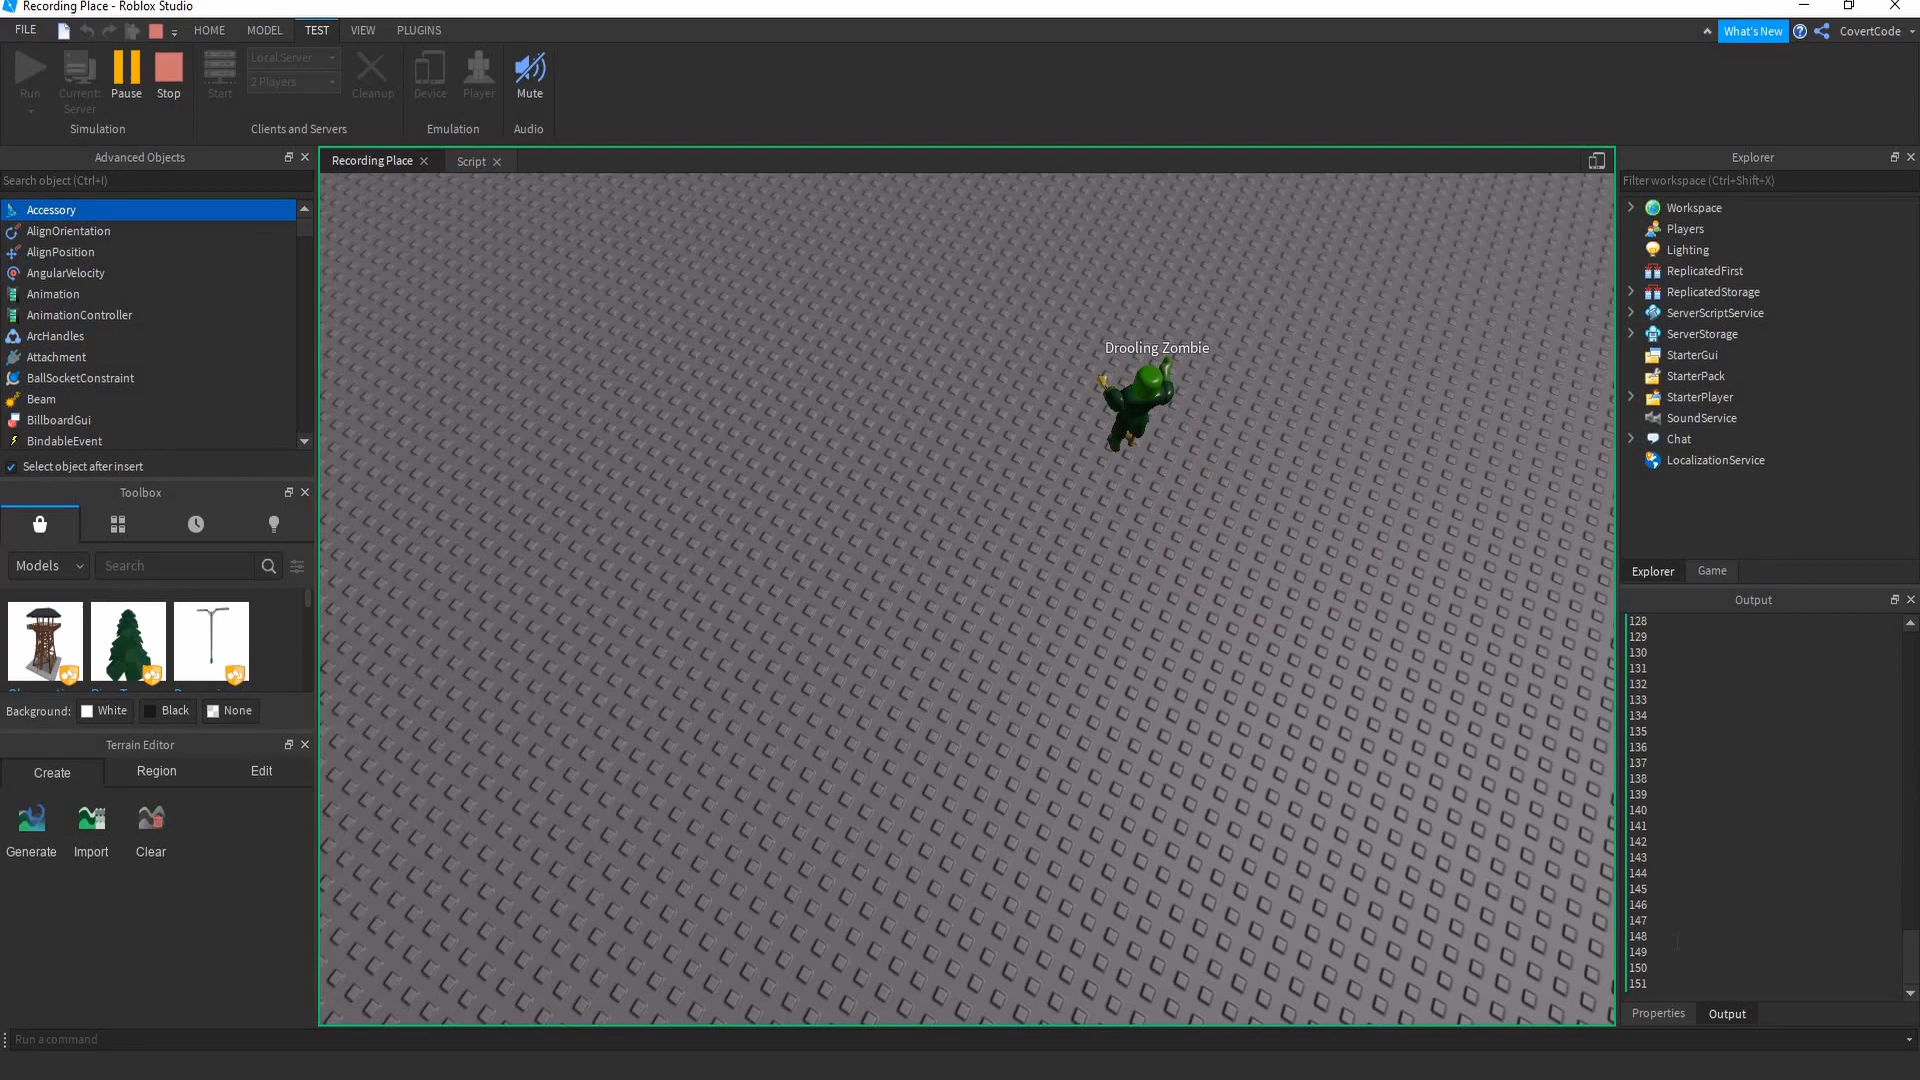 Recording Place - Roblox Studio
FILE
HOME
MODEL
TEST
VIEW
PLUGINS
What's New
CovertCode
Run
Current:
Server
Pause
Stop
Simulation
Start
Local Server
2 Players
Cleanup
Clients and Servers
Device
Player
Emulation
Mute
Audio
Advanced Objects
Search object (Ctrl+I)
Accessory
AlignOrientation
AlignPosition
AngularVelocity
Animation
AnimationController
ArcHandles
Attachment
BallSocketConstraint
Beam
BillboardGui
BindableEvent
Select object after insert
Toolbox
Models
Search
Background:
White
Black
None
Terrain Editor
Create
Region
Edit
Generate
Import
Clear
Recording Place
Script
Drooling Zombie
Explorer
Filter workspace (Ctrl+Shift+X)
Workspace
Players
Lighting
ReplicatedFirst
ReplicatedStorage
ServerScriptService
ServerStorage
StarterGui
StarterPack
StarterPlayer
SoundService
Chat
LocalizationService
Explorer
Game
Output
128
129
130
131
132
133
134
135
136
137
138
139
140
141
142
143
144
145
146
147
148
149
150
151
Properties
Output
Run a command